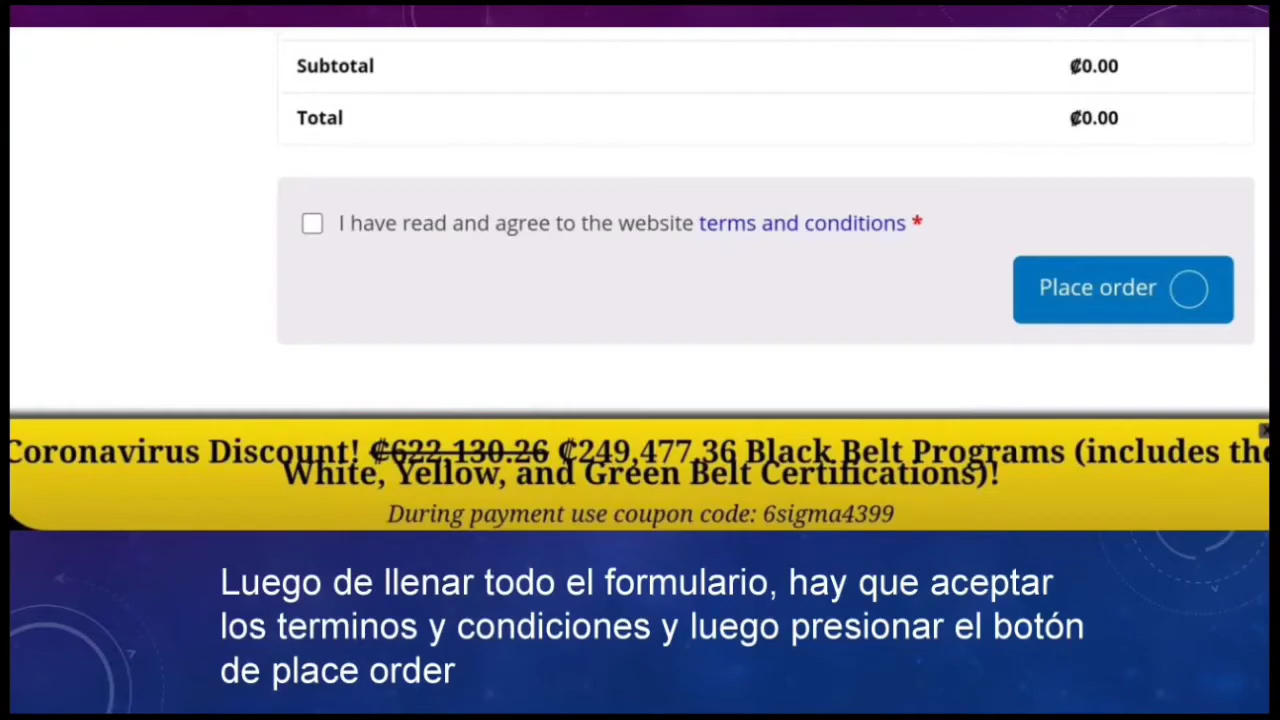 Subtotal ₡0.00
Total ₡0.00
I have read and agree to the website terms and conditions *
Place order
Coronavirus Discount! ₡622,130.26 ₡249,477.36 Black Belt Programs (includes the
White, Yellow, and Green Belt Certifications)!
During payment use coupon code: 6sigma4399
Luego de llenar todo el formulario, hay que aceptar
los terminos y condiciones y luego presionar el botón
de place order